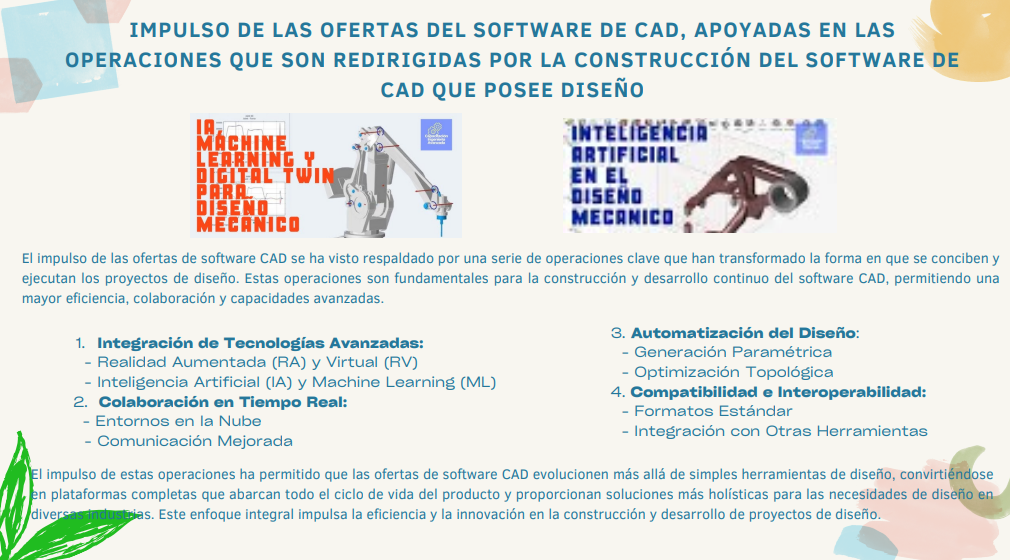 IMPULSO DE LAS OFERTAS DEL SOFTWARE DE CAD, APOYADAS EN LAS
OPERACIONES QUE SON REDIRIGIDAS POR LA CONSTRUCCIÓN DEL SOFTWARE DE
CAD QUE POSEE DISEÑO
IA,
MACHINE
LEARNING Y
DIGITAL TWIN
PARA
DISEÑO
MECANICO
INTELIGENCIA
ARTIFICIAL
EN EL
DISEÑO
MECANICO
El impulso de las ofertas de software CAD se ha visto respaldado por una serie de operaciones clave que han transformado la forma en que se conciben y
ejecutan los proyectos de diseño. Estas operaciones son fundamentales para la construcción y desarrollo continuo del software CAD, permitiendo una
mayor eficiencia, colaboración y capacidades avanzadas.
1. Integración de Tecnologías Avanzadas:
- Realidad Aumentada (RA) y Virtual (RV)
- Inteligencia Artificial (IA) y Machine Learning (ML)
2. Colaboración en Tiempo Real:
- Entornos en la Nube
- Comunicación Mejorada
3. Automatización del Diseño:
- Generación Paramétrica
- Optimización Topológica
4. Compatibilidad e Interoperabilidad:
- Formatos Estándar
- Integración con Otras Herramientas
El impulso de estas operaciones ha permitido que las ofertas de software CAD evolucionen más allá de simples herramientas de diseño, convirtiéndose
en plataformas completas que abarcan todo el ciclo de vida del producto y proporcionan soluciones más holísticas para las necesidades de diseño en
diversas industrias. Este enfoque integral impulsa la eficiencia y la innovación en la construcción y desarrollo de proyectos de diseño.